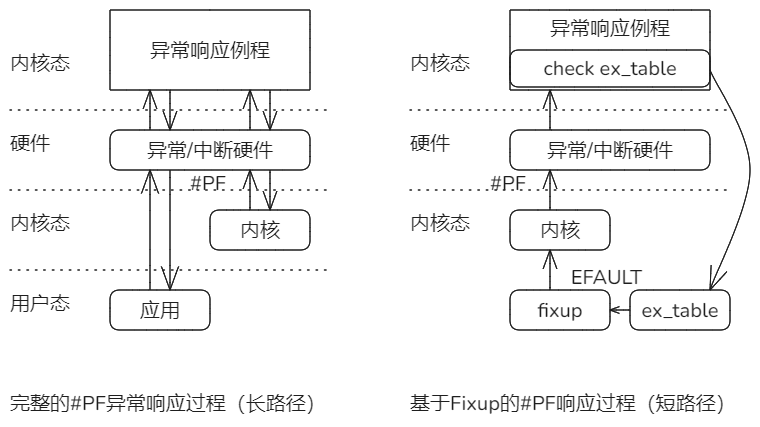 异常响应例程
内核态
硬件
异常/中断硬件
#PF
内核态
内核
用户态
应用
完整的#PF异常响应过程（长路径）
异常响应例程
内核态
check ex_table
硬件
异常/中断硬件
#PF
内核态
内核
EFAULT
fixup
ex_table
基于Fixup的#PF响应过程（短路径）